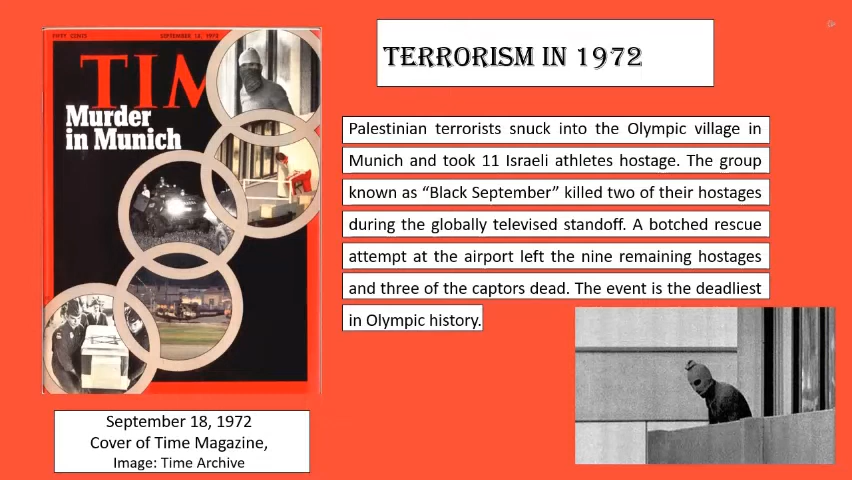 TERRORISM IN 1972
FIFTY CENTS
SEPTEMBER 18, 1972
TIM
Murder
in Munich
Palestinian terrorists snuck into the Olympic village in
Munich and took 11 Israeli athletes hostage. The group
known as “Black September” killed two of their hostages
during the globally televised standoff. A botched rescue
attempt at the airport left the nine remaining hostages
and three of the captors dead. The event is the deadliest
in Olympic history.
September 18, 1972
Cover of Time Magazine,
Image: Time Archive